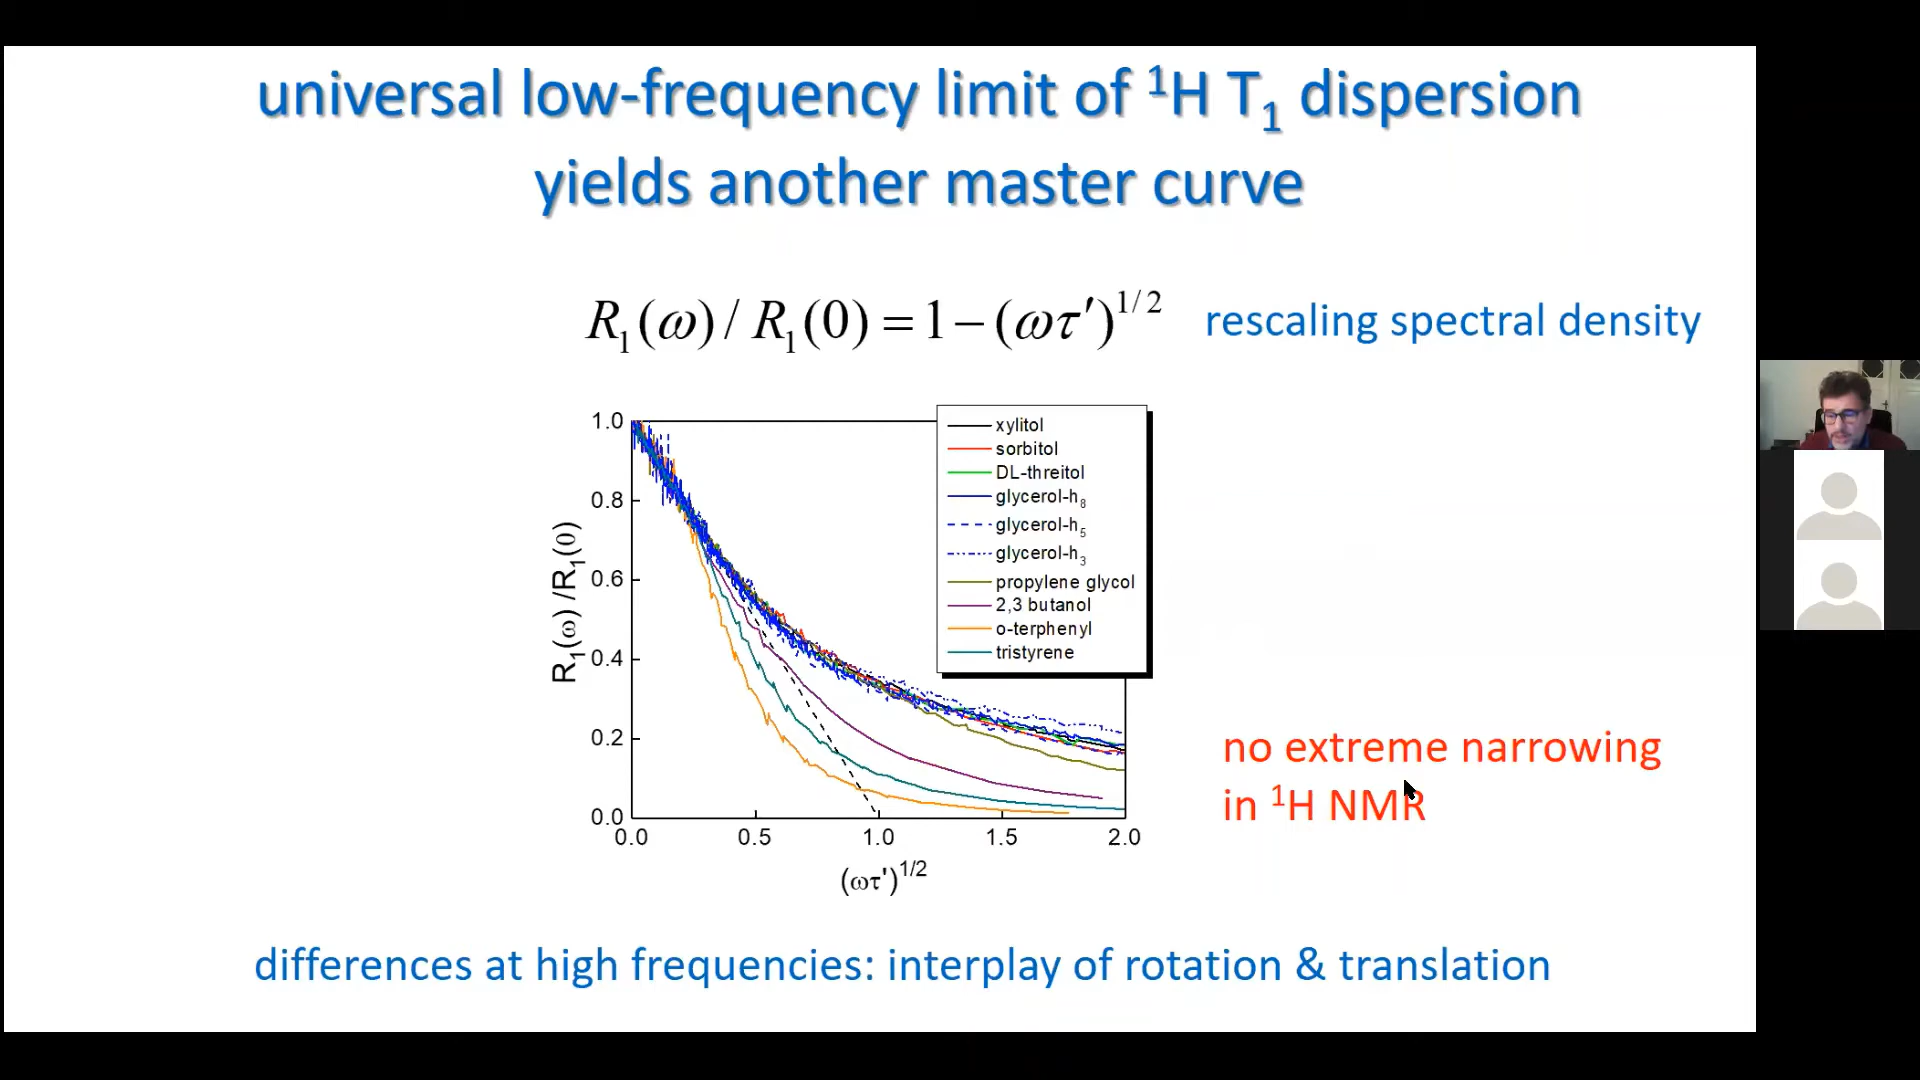 universal low-frequency limit of ¹H T₁ dispersion
yields another master curve
R₁(ω) / R₁(0) = 1 − (ωτ′)^1/2
rescaling spectral density
xylitol
sorbitol
DL-threitol
glycerol-h₈
glycerol-h₅
glycerol-h₃
propylene glycol
2,3 butanol
o-terphenyl
tristyrene
1.0
0.8
0.6
0.4
0.2
0.0
R₁(ω) /R₁(0)
0.0 0.5 1.0 1.5 2.0
(ωτ')^1/2
no extreme narrowing
in ¹H NMR
differences at high frequencies: interplay of rotation & translation